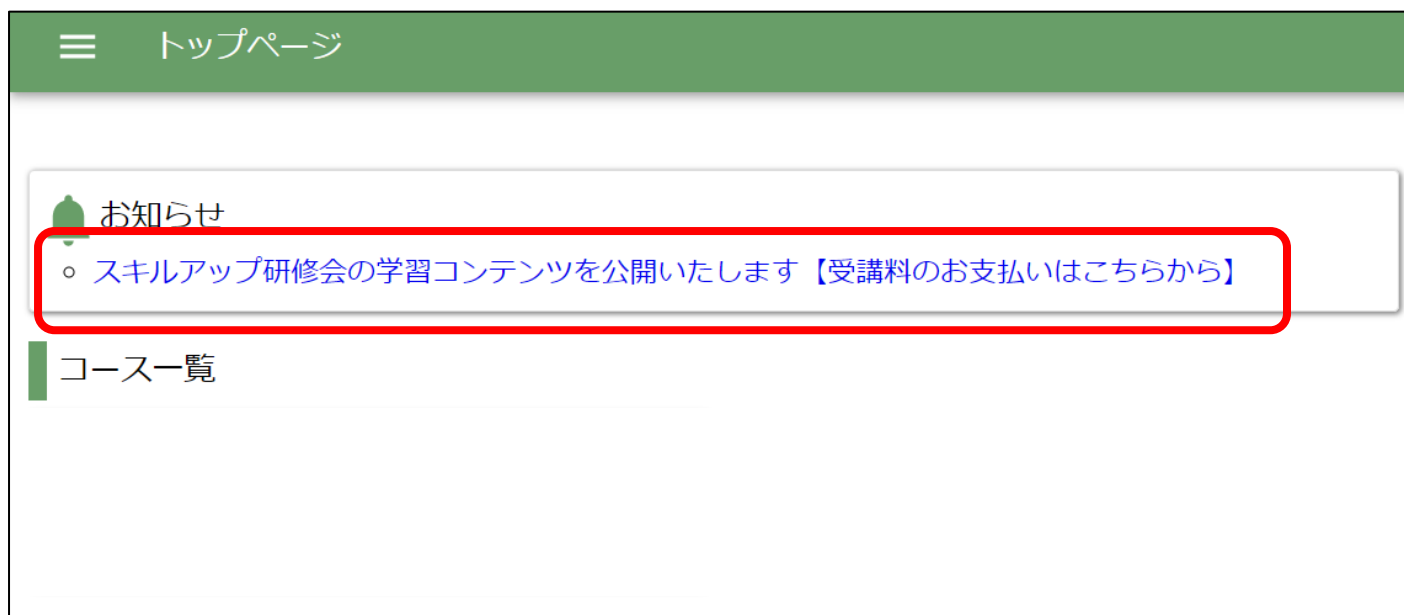 トップページ
お知らせ
スキルアップ研修会の学習コンテンツを公開いたします【受講料のお支払いはこちらから】
コース一覧